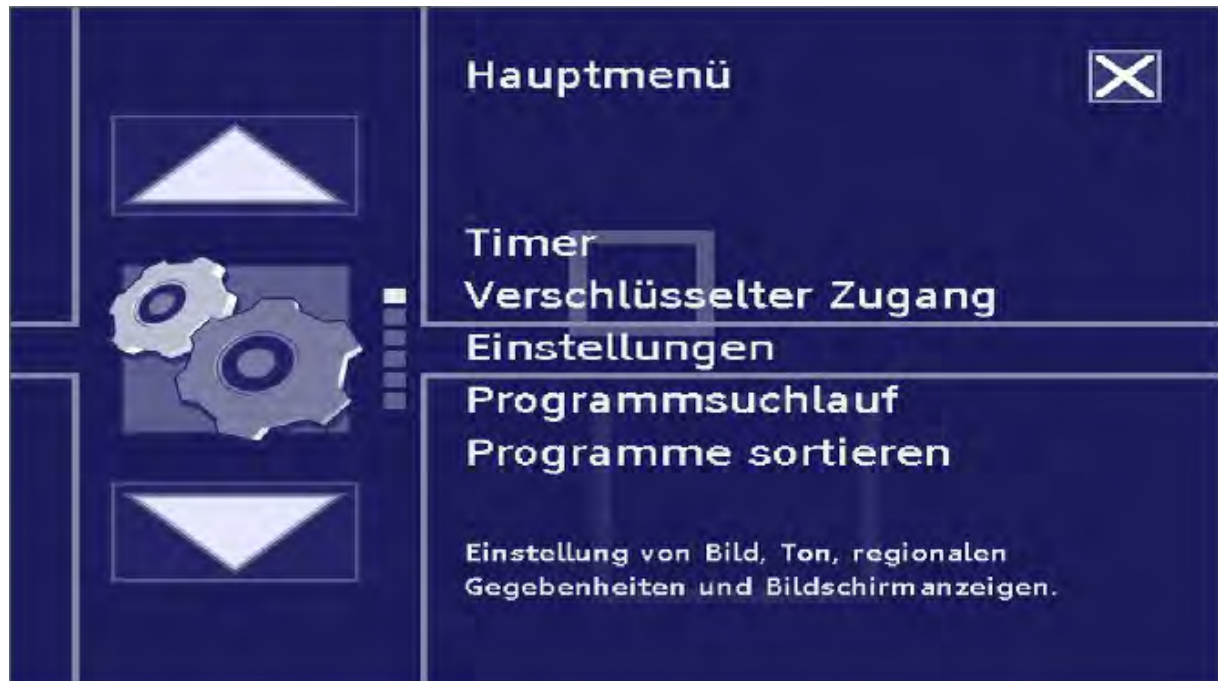 Hauptmenü
Timer
Verschlüsselter Zugang
Einstellungen
Programmsuchlauf
Programme sortieren
Einstellung von Bild, Ton, regionalen
Gegebenheiten und Bildschirmanzeigen.